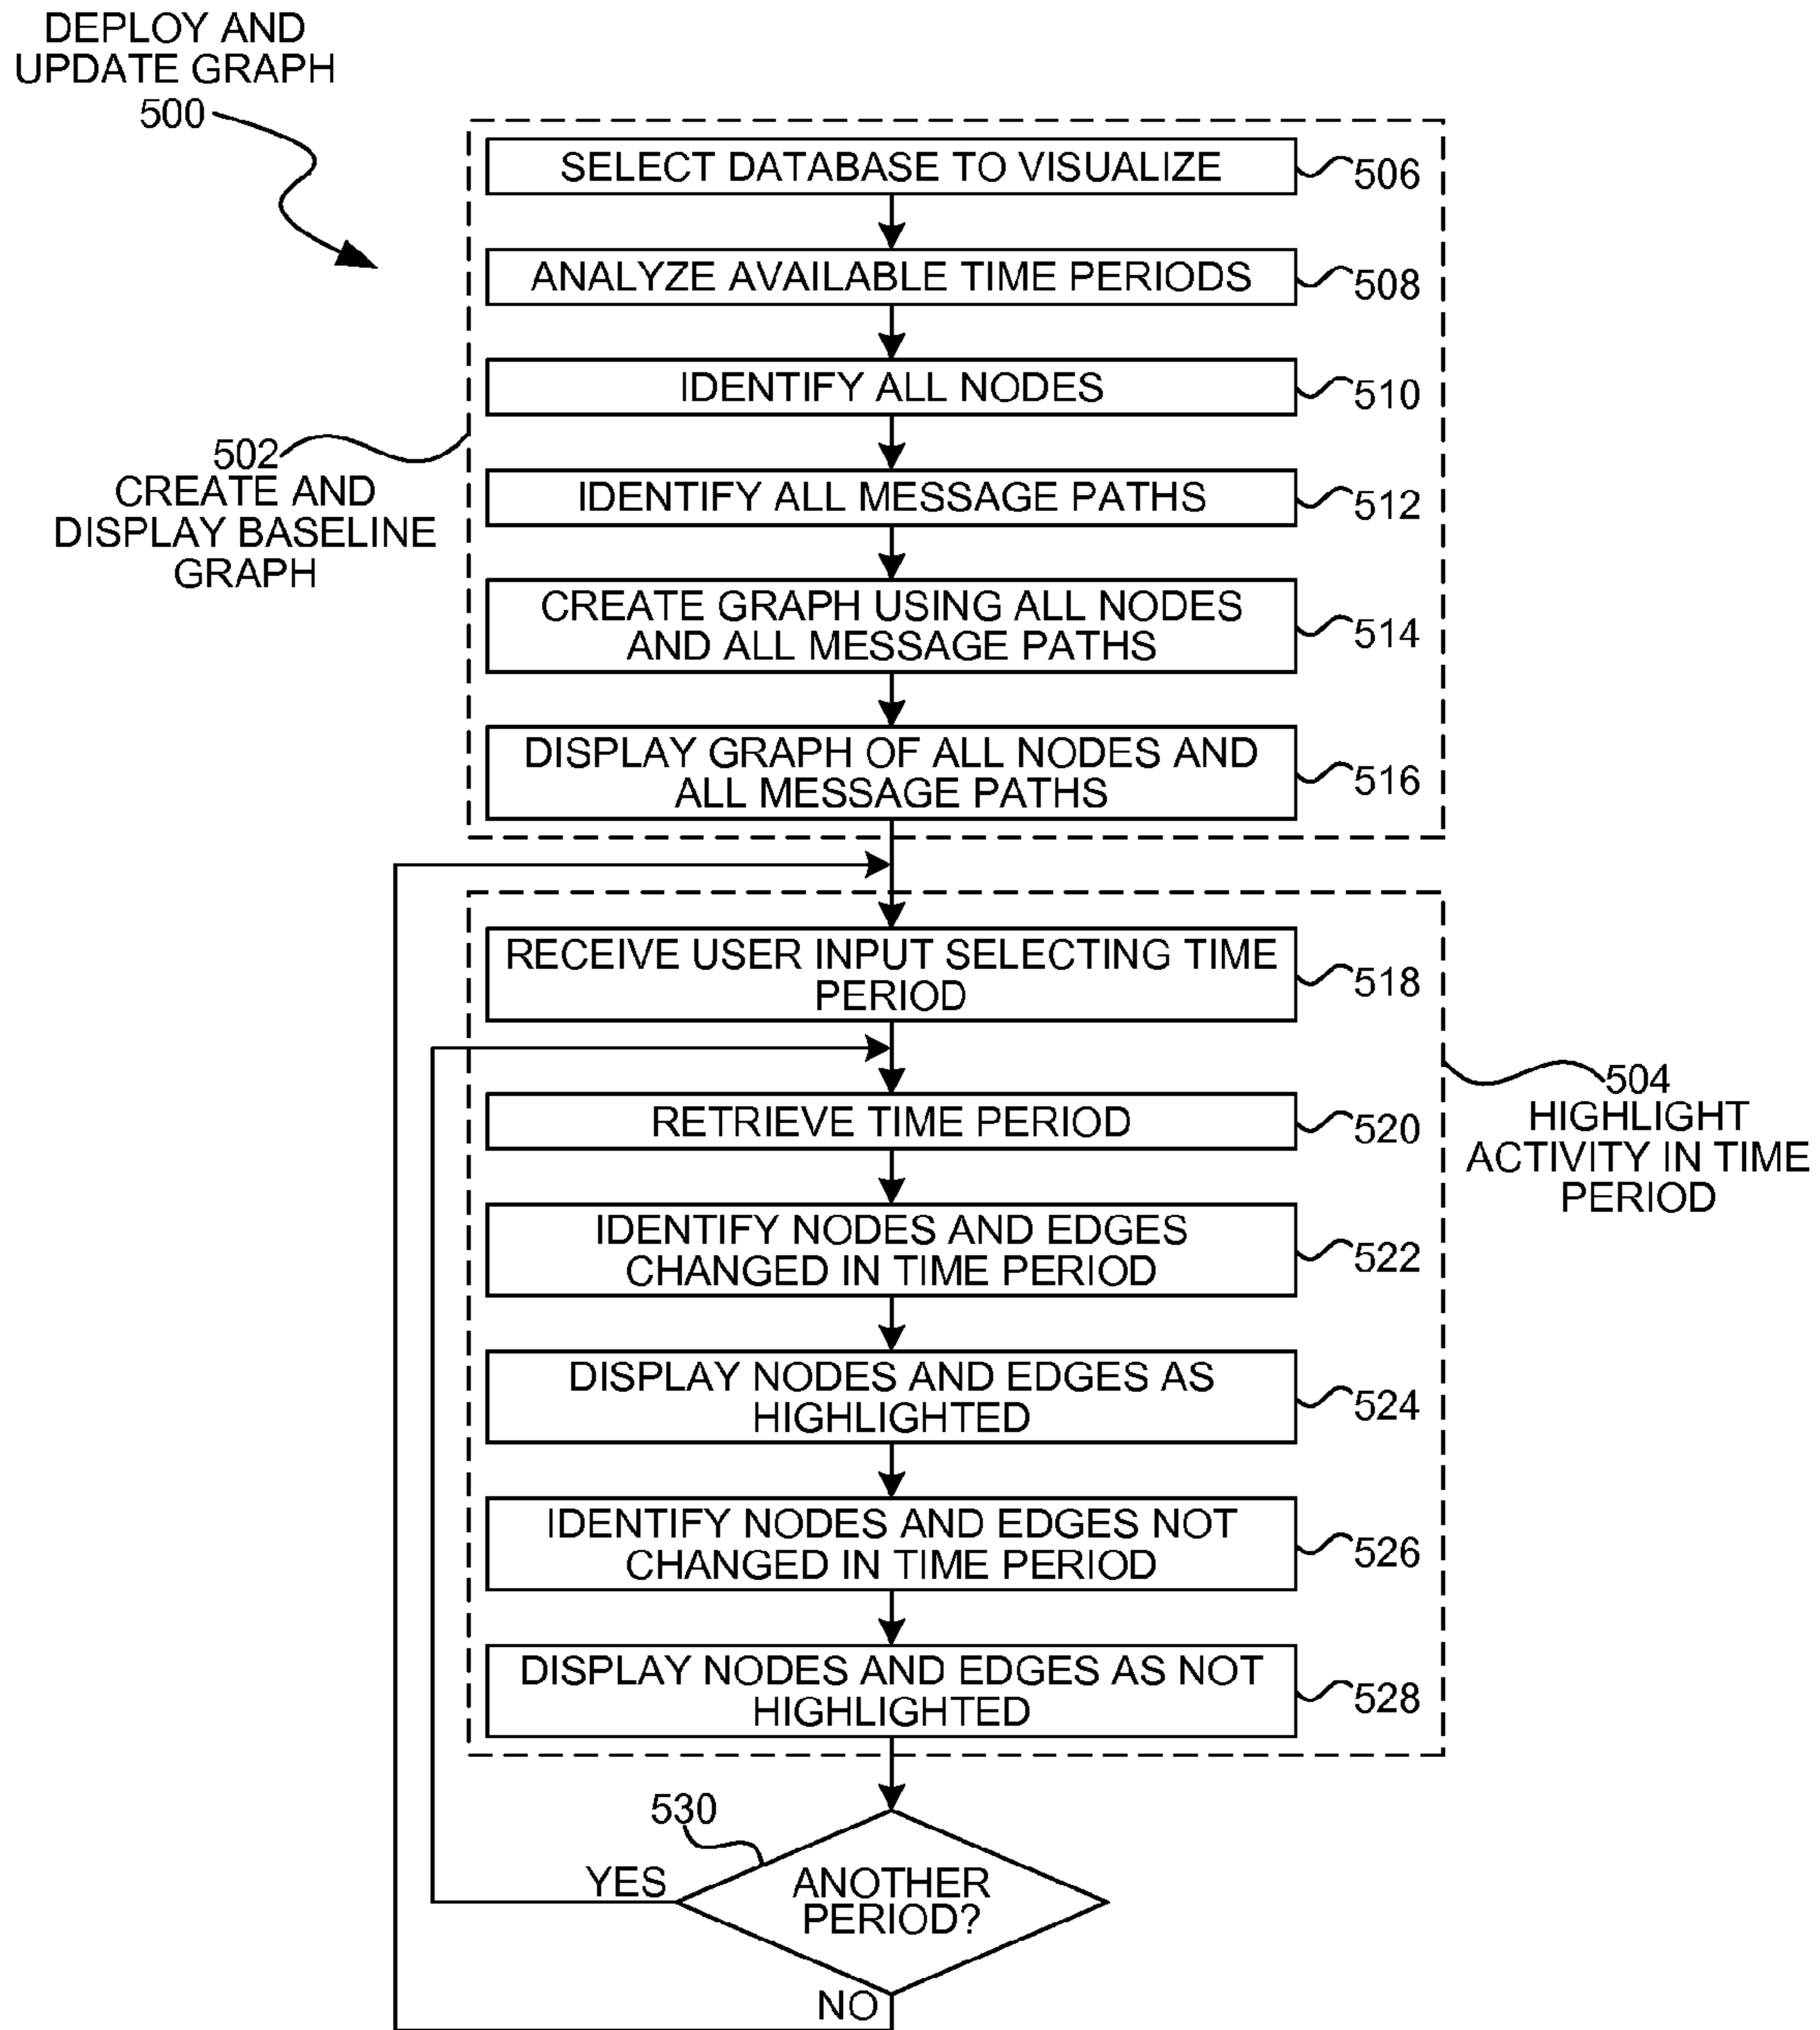 DEPLOY AND
UPDATE GRAPH
500
SELECT DATABASE TO VISUALIZE
506
ANALYZE AVAILABLE TIME PERIODS
508
IDENTIFY ALL NODES
510
502
CREATE AND
DISPLAY BASELINE
GRAPH
IDENTIFY ALL MESSAGE PATHS
512
CREATE GRAPH USING ALL NODES
AND ALL MESSAGE PATHS
514
DISPLAY GRAPH OF ALL NODES AND
ALL MESSAGE PATHS
516
RECEIVE USER INPUT SELECTING TIME
PERIOD
518
504
HIGHLIGHT
ACTIVITY IN TIME
PERIOD
RETRIEVE TIME PERIOD
520
IDENTIFY NODES AND EDGES
CHANGED IN TIME PERIOD
522
DISPLAY NODES AND EDGES AS
HIGHLIGHTED
524
IDENTIFY NODES AND EDGES NOT
CHANGED IN TIME PERIOD
526
DISPLAY NODES AND EDGES AS NOT
HIGHLIGHTED
528
530
YES
ANOTHER
PERIOD?
NO